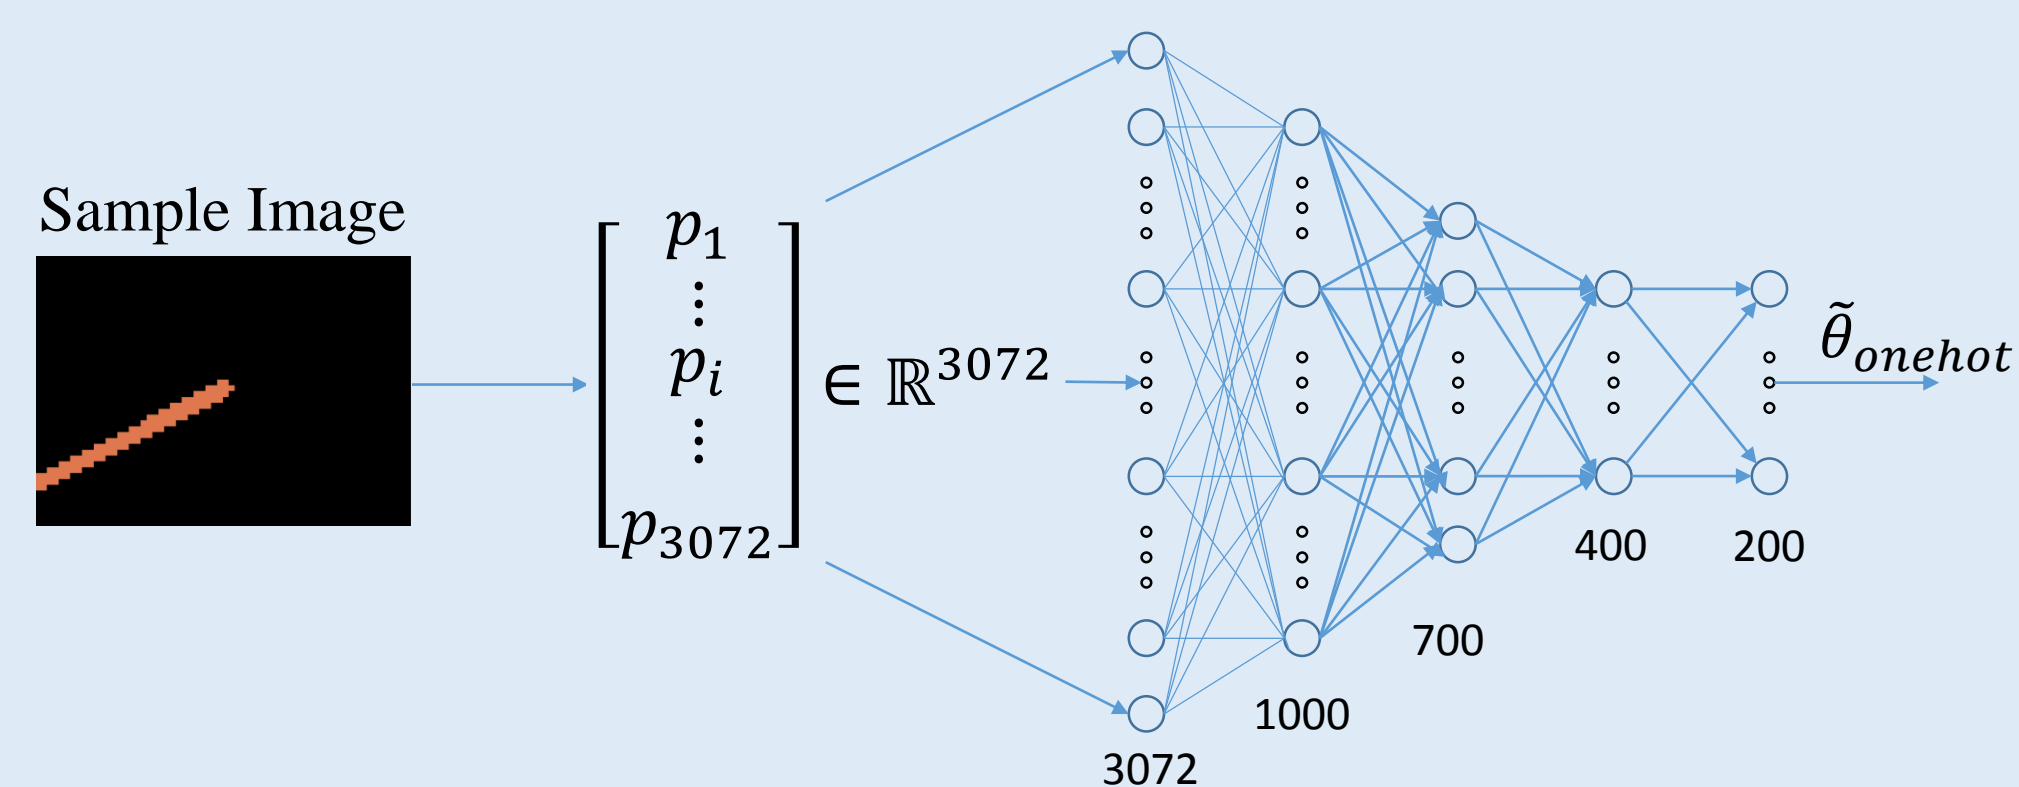 Sample Image
p₁
⋮
pᵢ
⋮
p₃₀₇₂
∈ ℝ³⁰⁷²
θ̃ₒₙₑₕₒₜ
3072
1000
700
400
200